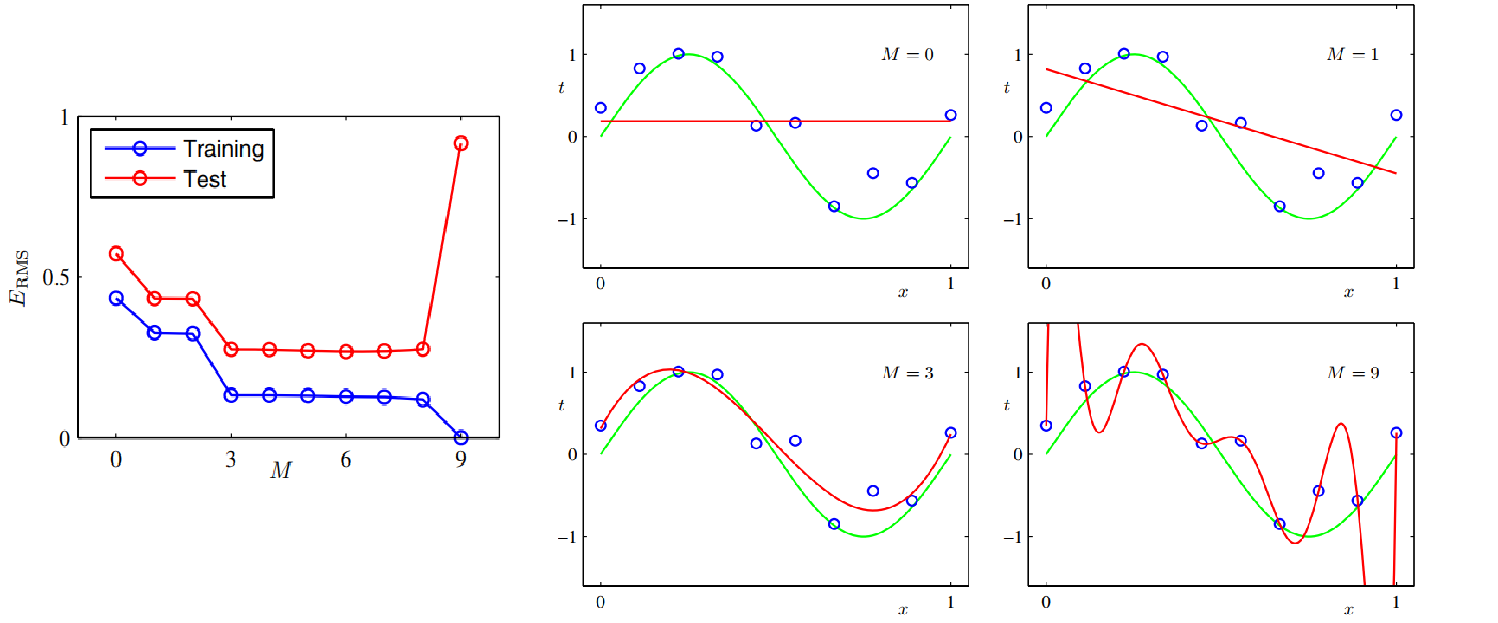 1
0.5
0
E_RMS
Training
Test
0 3 6 9
M
M = 0
1
t
0
−1
0 x 1
M = 1
1
t
0
−1
0 x 1
M = 3
1
t
0
−1
0 x 1
M = 9
1
t
0
−1
0 x 1